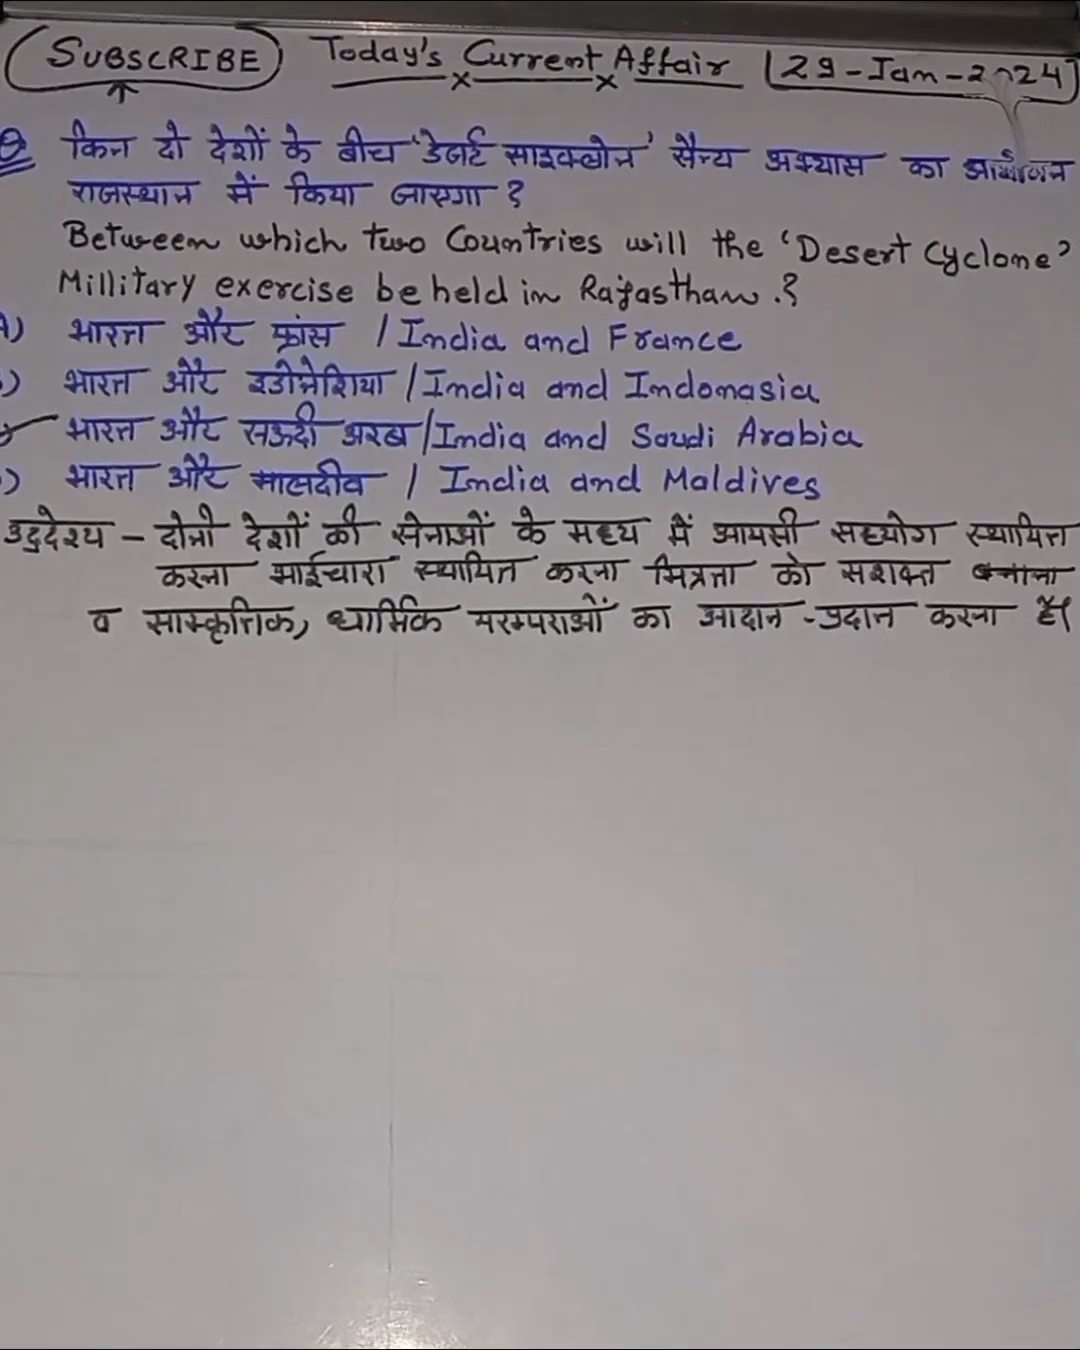 SUBSCRIBE Today's Current Affair 29-Jan-2024
Q किन दो देशों के बीच 'डेजर्ट साइक्लोन' सैन्य अभ्यास का आयोजन
राजस्थान में किया जाएगा ?
Between which two Countries will the 'Desert Cyclone'
Millitary exercise be held in Rajasthan.?
A) भारत और फ्रांस / India and France
) भारत और इंडोनेशिया / India and Indonasia
भारत और सऊदी अरब / India and Saudi Arabia
) भारत और मालदीव / India and Maldives
उद्देश्य - दोनो देशों की सेनाओं के मध्य में आपसी सहयोग स्थापित
करना भाईचारा स्थापित करना मित्रता को सशक्त बनाना
व सांस्कृतिक, धार्मिक परम्पराओं का आदान-प्रदान करना है।